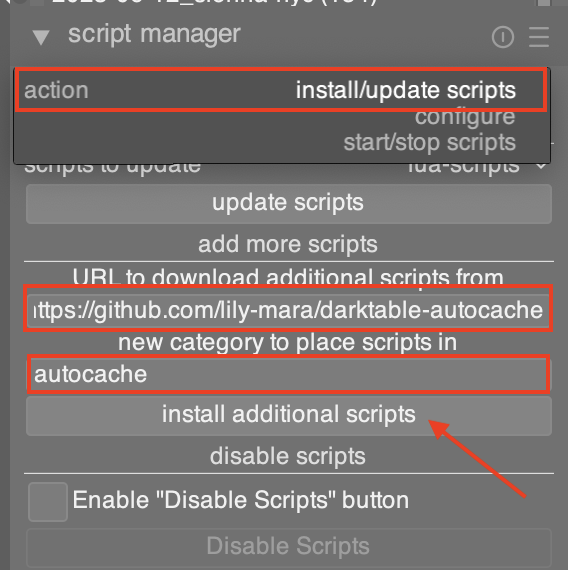 script manager
action install/update scripts
configure
start/stop scripts
scripts to update lua-scripts
update scripts
add more scripts
URL to download additional scripts from
ttps://github.com/lily-mara/darktable-autocache
new category to place scripts in
autocache
install additional scripts
disable scripts
Enable "Disable Scripts" button
Disable Scripts